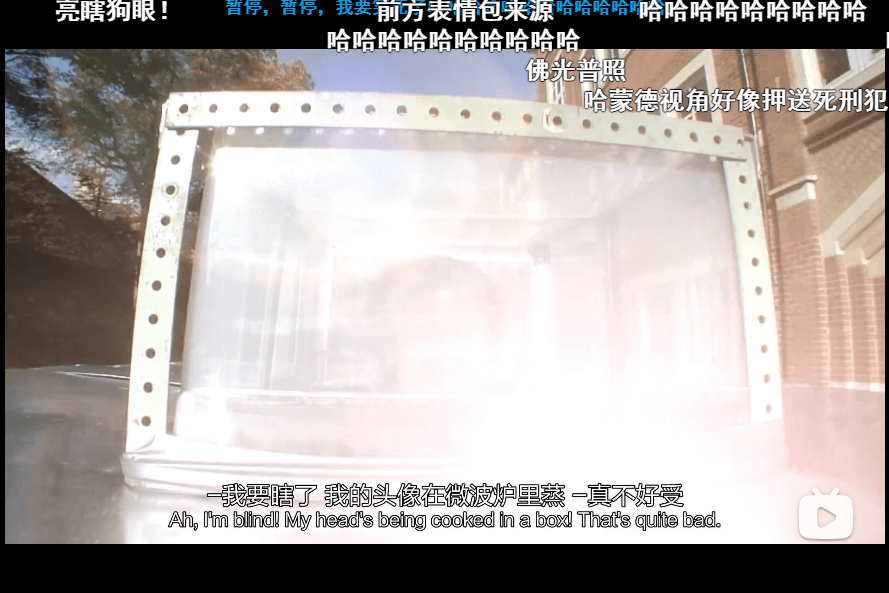 亮瞎狗眼！
暂停，暂停，我要
前方表情包来源
哈哈哈哈哈哈哈哈哈
哈哈哈哈哈哈哈哈哈哈
佛光普照
哈蒙德视角好像押送死刑犯
–我要瞎了 我的头像在微波炉里蒸 –真不好受
Ah, I'm blind! My head's being cooked in a box! That's quite bad.